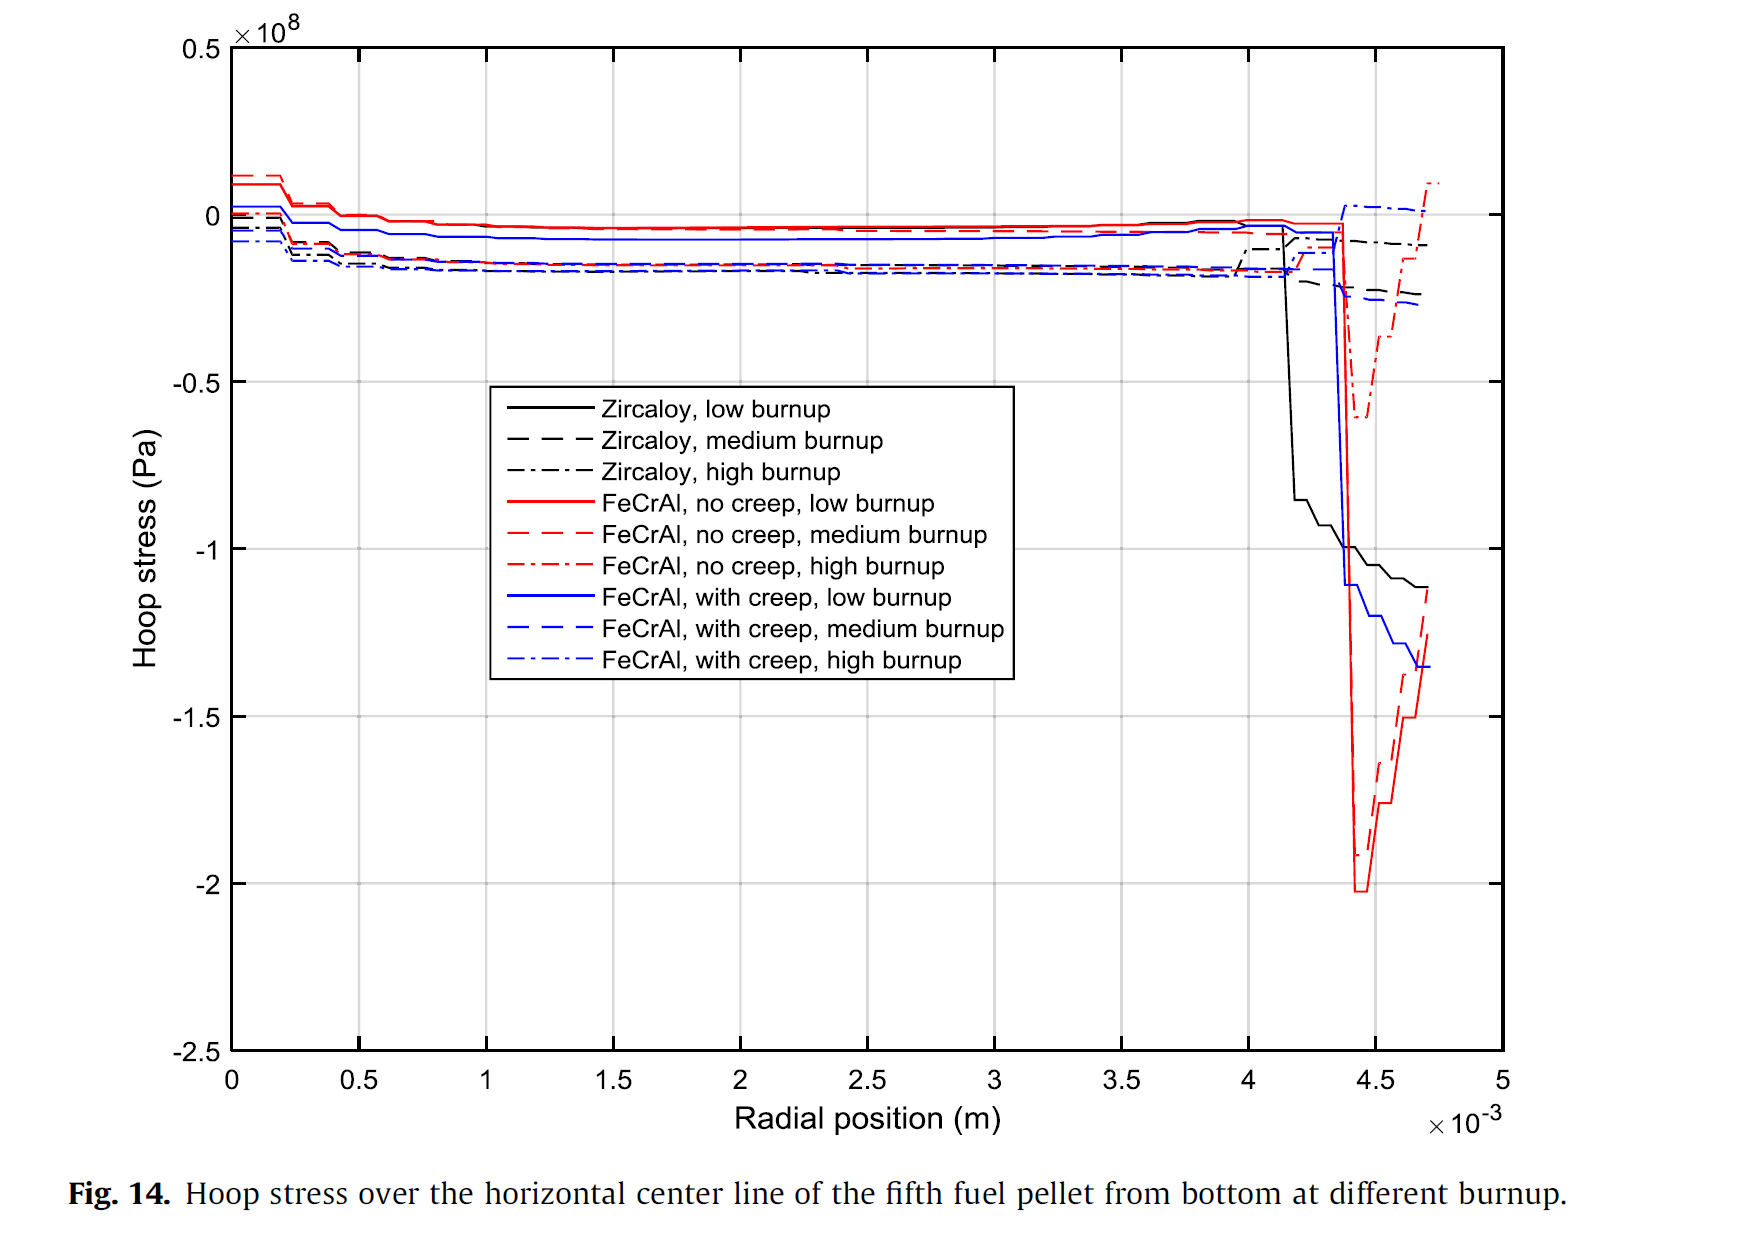 ×10^8
0.5
0
-0.5
-1
-1.5
-2
-2.5
Hoop stress (Pa)
Zircaloy, low burnup
Zircaloy, medium burnup
Zircaloy, high burnup
FeCrAl, no creep, low burnup
FeCrAl, no creep, medium burnup
FeCrAl, no creep, high burnup
FeCrAl, with creep, low burnup
FeCrAl, with creep, medium burnup
FeCrAl, with creep, high burnup
0 0.5 1 1.5 2 2.5 3 3.5 4 4.5 5
Radial position (m)
×10^-3
Fig. 14. Hoop stress over the horizontal center line of the fifth fuel pellet from bottom at different burnup.